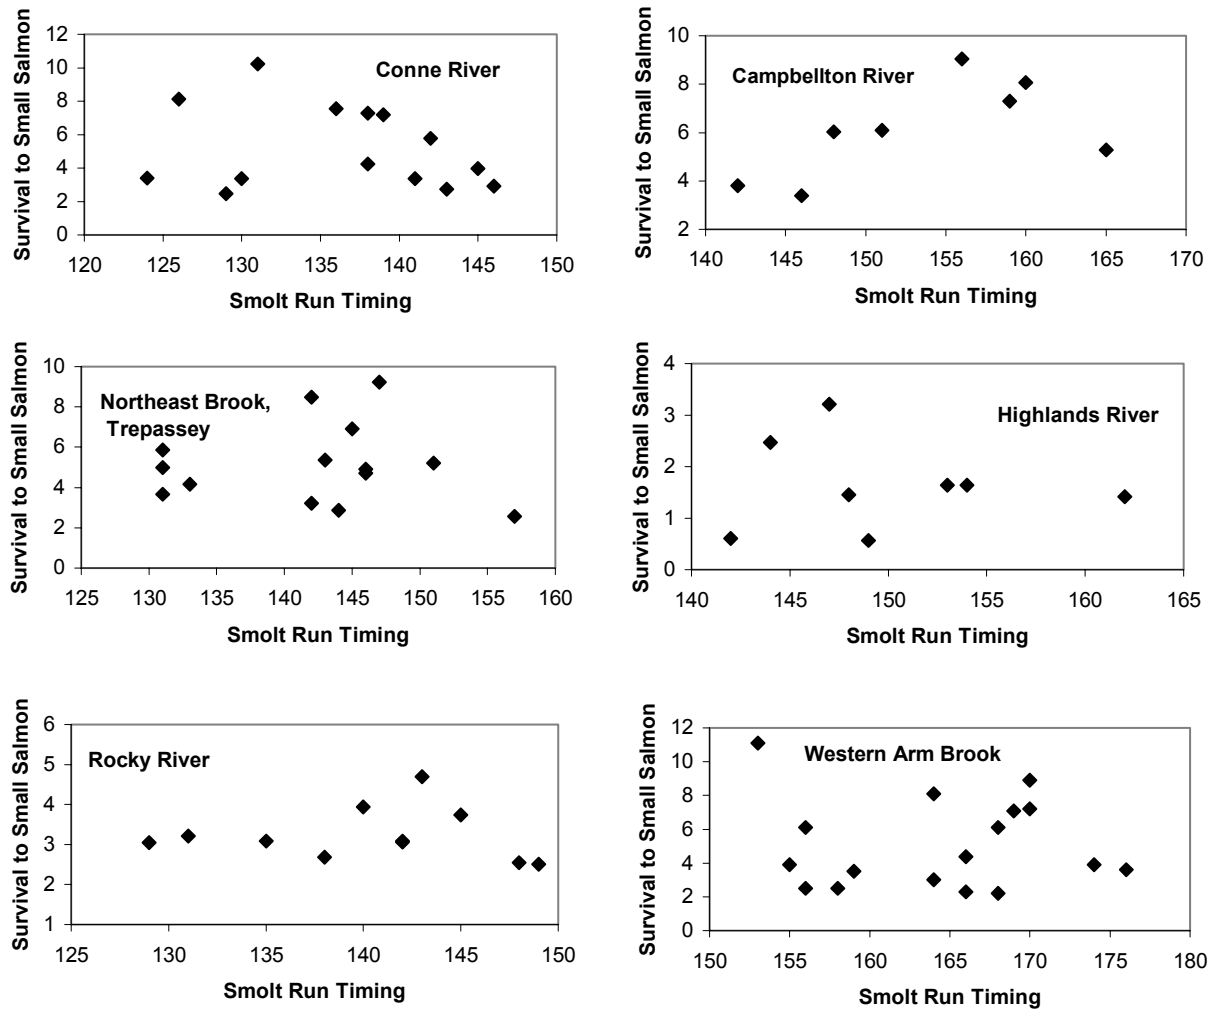 Survival to Small Salmon
12
10
8
6
4
2
0
Conne River
120 125 130 135 140 145 150
Smolt Run Timing
Survival to Small Salmon
10
8
6
4
2
Campbellton River
140 145 150 155 160 165 170
Smolt Run Timing
Survival to Small Salmon
10
8
6
4
2
0
Northeast Brook,
Trepassey
125 130 135 140 145 150 155 160
Smolt Run Timing
Survival to Small Salmon
4
3
2
1
0
Highlands River
140 145 150 155 160 165
Smolt Run Timing
Survival to Small Salmon
6
5
4
3
2
1
Rocky River
125 130 135 140 145 150
Smolt Run Timing
Survival to Small Salmon
12
10
8
6
4
2
0
Western Arm Brook
150 155 160 165 170 175 180
Smolt Run Timing